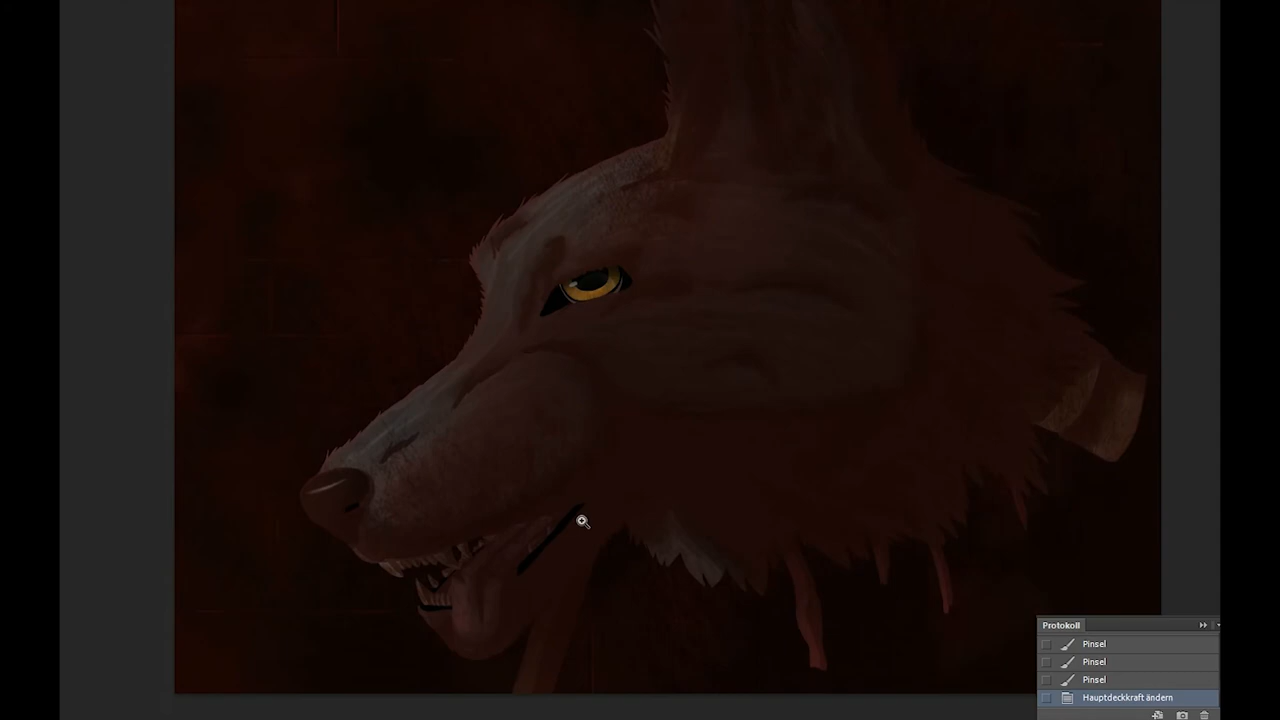 Protokoll
Pinsel
Pinsel
Pinsel
Hauptdeckkraft ändern